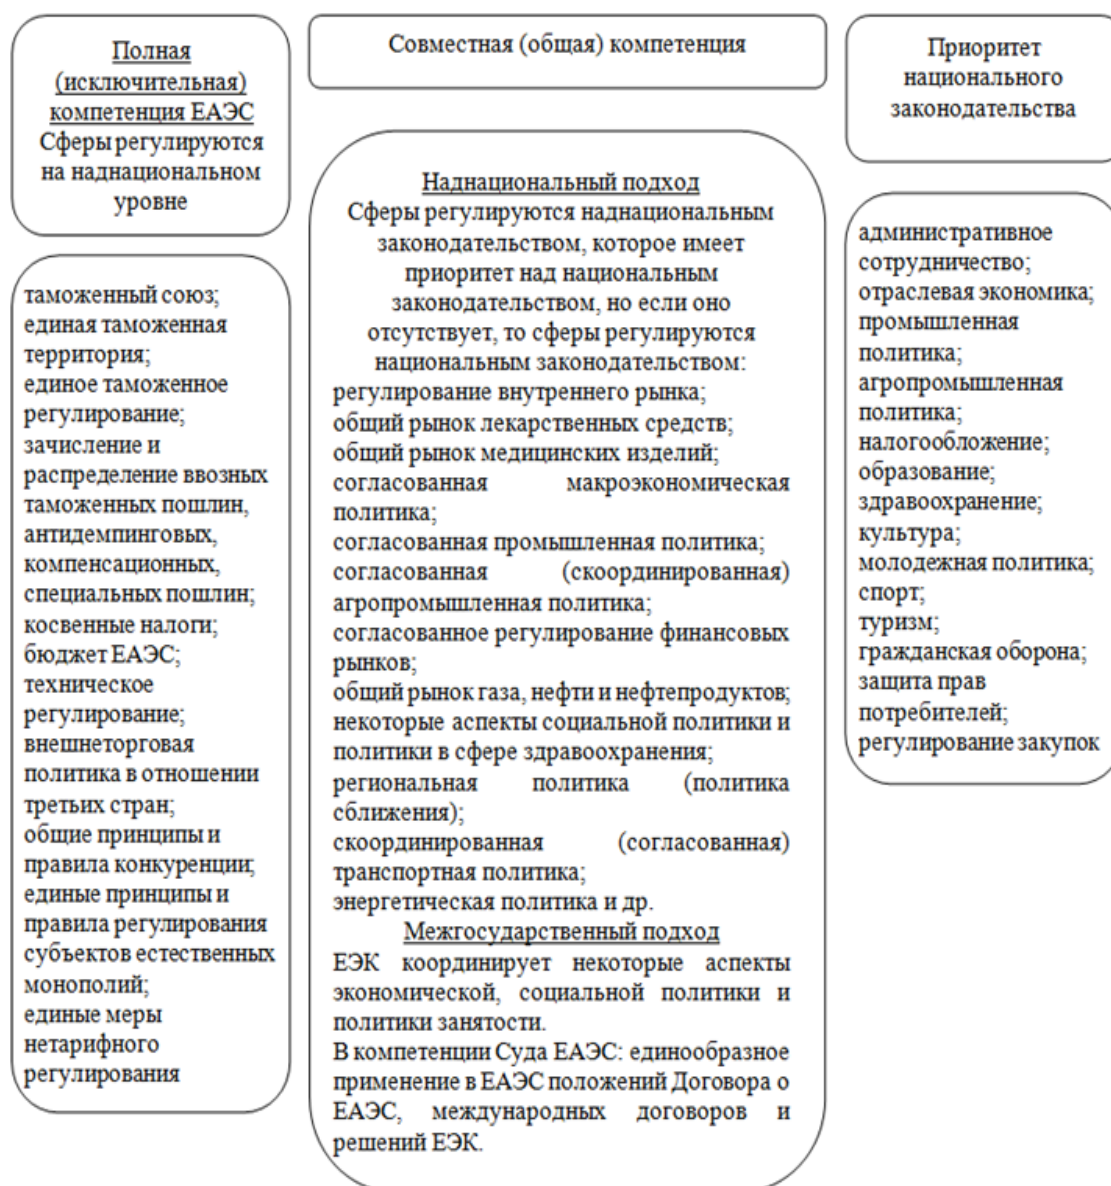 Полная
(исключительная)
компетенция ЕАЭС
Сферы регулируются
на наднациональном
уровне
таможенный союз;
единая таможенная
территория;
единое таможенное
регулирование;
зачисление и
распределение ввозных
таможенных пошлин,
антидемпинговых,
компенсационных,
специальных пошлин;
косвенные налоги;
бюджет ЕАЭС;
техническое
регулирование;
внешнеторговая
политика в отношении
третьих стран;
общие принципы и
правила конкуренции;
единые принципы и
правила регулирования
субъектов естественных
монополий;
единые меры
нетарифного
регулирования
Совместная (общая) компетенция
Наднациональный подход
Сферы регулируются наднациональным
законодательством, которое имеет
приоритет над национальным
законодательством, но если оно
отсутствует, то сферы регулируются
национальным законодательством:
регулирование внутреннего рынка;
общий рынок лекарственных средств;
общий рынок медицинских изделий;
согласованная макроэкономическая
политика;
согласованная промышленная политика;
согласованная (скоординированная)
агропромышленная политика;
согласованное регулирование финансовых
рынков;
общий рынок газа, нефти и нефтепродуктов;
некоторые аспекты социальной политики и
политики в сфере здравоохранения;
региональная политика (политика
сближения);
скоординированная (согласованная)
транспортная политика;
энергетическая политика и др.
Межгосударственный подход
ЕЭК координирует некоторые аспекты
экономической, социальной политики и
политики занятости.
В компетенции Суда ЕАЭС: единообразное
применение в ЕАЭС положений Договора о
ЕАЭС, международных договоров и
решений ЕЭК.
Приоритет
национального
законодательства
административное
сотрудничество;
отраслевая экономика;
промышленная
политика;
агропромышленная
политика;
налогообложение;
образование;
здравоохранение;
культура;
молодежная политика;
спорт;
туризм;
гражданская оборона;
защита прав
потребителей;
регулирование закупок